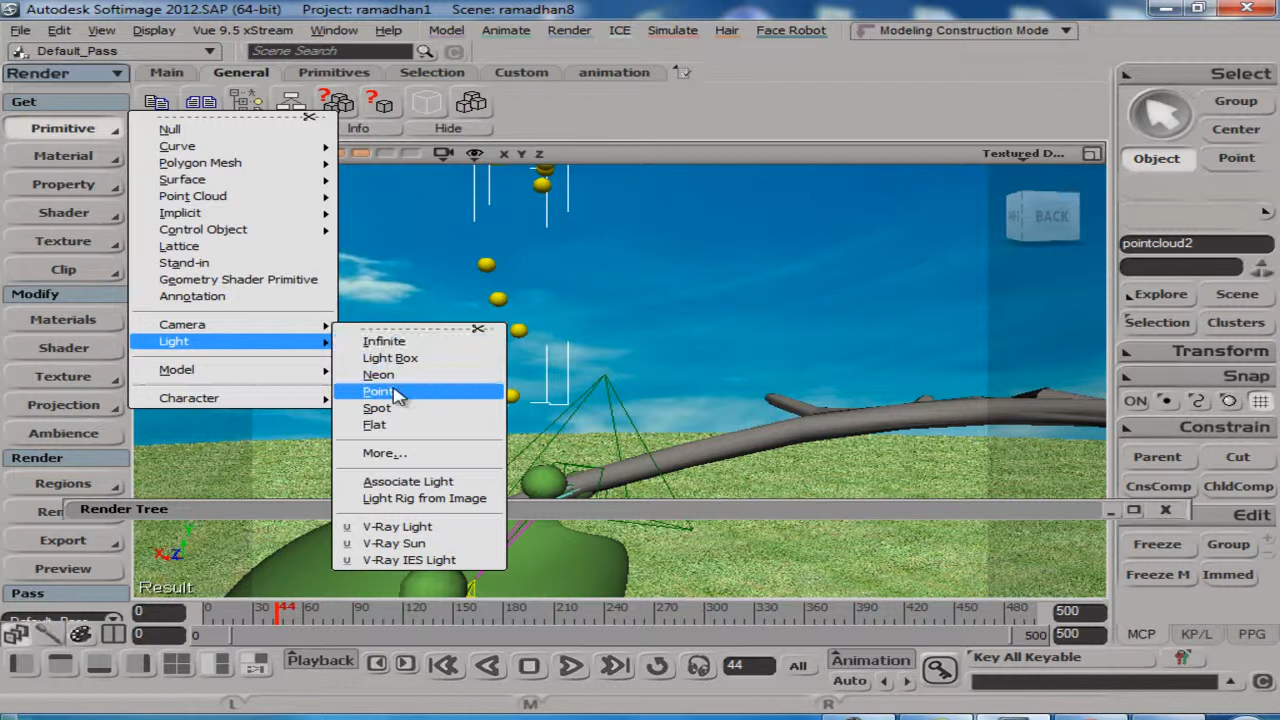 Autodesk Softimage 2012.SAP (64-bit) Project: ramadhan1 Scene: ramadhan8
File Edit Display Vue 9.5 xStream Window Help Model Animate Render ICE Simulate Hair Face Robot Modeling Construction Mode
Default_Pass Scene Search
Render Main General Primitives Selection Custom animation
Select
Get
Group
Primitive
Info Hide
Center
Material
Object Point
Property
Shader
Texture
Clip
Modify
Materials
Shader
Texture
Projection
Ambience
Render
Regions
Export
Preview
Pass
Default_Pass
Null
Curve
Polygon Mesh
Surface
Point Cloud
Implicit
Control Object
Lattice
Stand-in
Geometry Shader Primitive
Annotation
Camera
Light
Model
Character
Infinite
Light Box
Neon
Point
Spot
Flat
More...
Associate Light
Light Rig from Image
U V-Ray Light
U V-Ray Sun
U V-Ray IES Light
X Y Z Textured D...
BACK
Render Tree
X Y Z
Result
pointcloud2
Explore Scene
Selection Clusters
Transform
Snap
ON
Constrain
Parent Cut
CnsComp ChldComp
Edit
Freeze Group
Freeze M Immed
MCP KP/L PPG
0 0 30 44 60 90 120 150 180 210 240 270 300 330 360 390 420 450 480 500
0 0 500 500
Playback 44 All Animation Key All Keyable
Auto
L M R